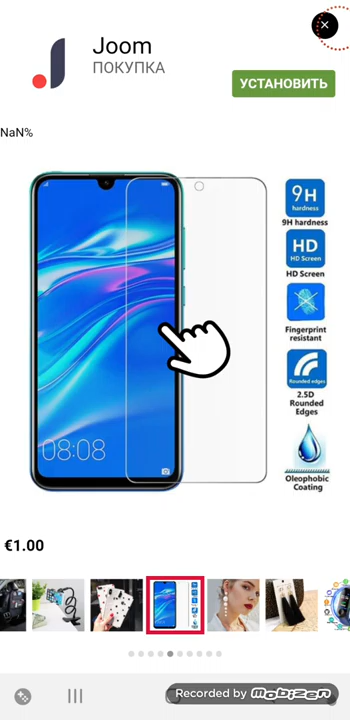 Joom
ПОКУПКА
УСТАНОВИТЬ
NaN%
9H
hardness
9H hardness
HD
HD Screen
HD Screen
Fingerprint
resistant
Rounded edges
2.5D
Rounded
Edges
08:08
Oleophobic
Coating
€1.00
Recorded by MOBIZEN